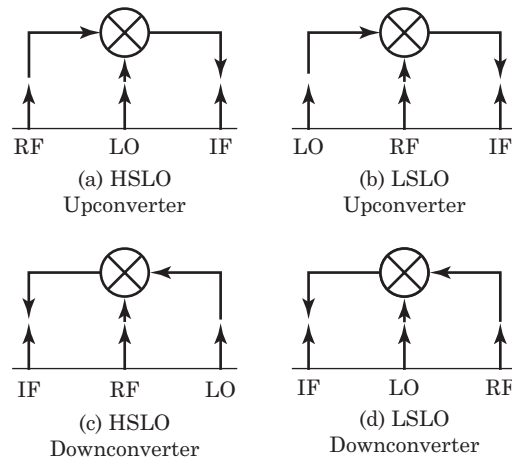 RF LO IF
LO RF IF
(a) HSLO
Upconverter
(b) LSLO
Upconverter
IF RF LO
IF LO RF
(c) HSLO
Downconverter
(d) LSLO
Downconverter